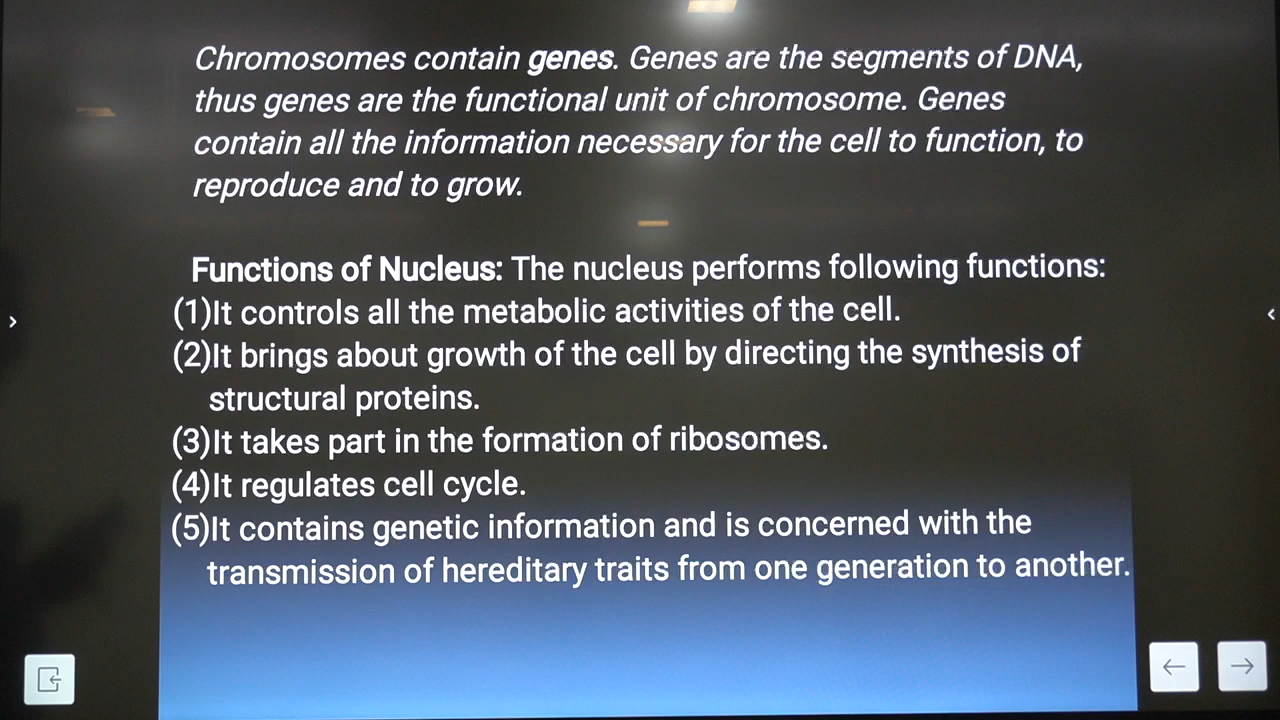 Chromosomes contain genes. Genes are the segments of DNA,
thus genes are the functional unit of chromosome. Genes
contain all the information necessary for the cell to function, to
reproduce and to grow.
Functions of Nucleus: The nucleus performs following functions:
(1)It controls all the metabolic activities of the cell.
(2)It brings about growth of the cell by directing the synthesis of
structural proteins.
(3)It takes part in the formation of ribosomes.
(4)It regulates cell cycle.
(5)It contains genetic information and is concerned with the
transmission of hereditary traits from one generation to another.